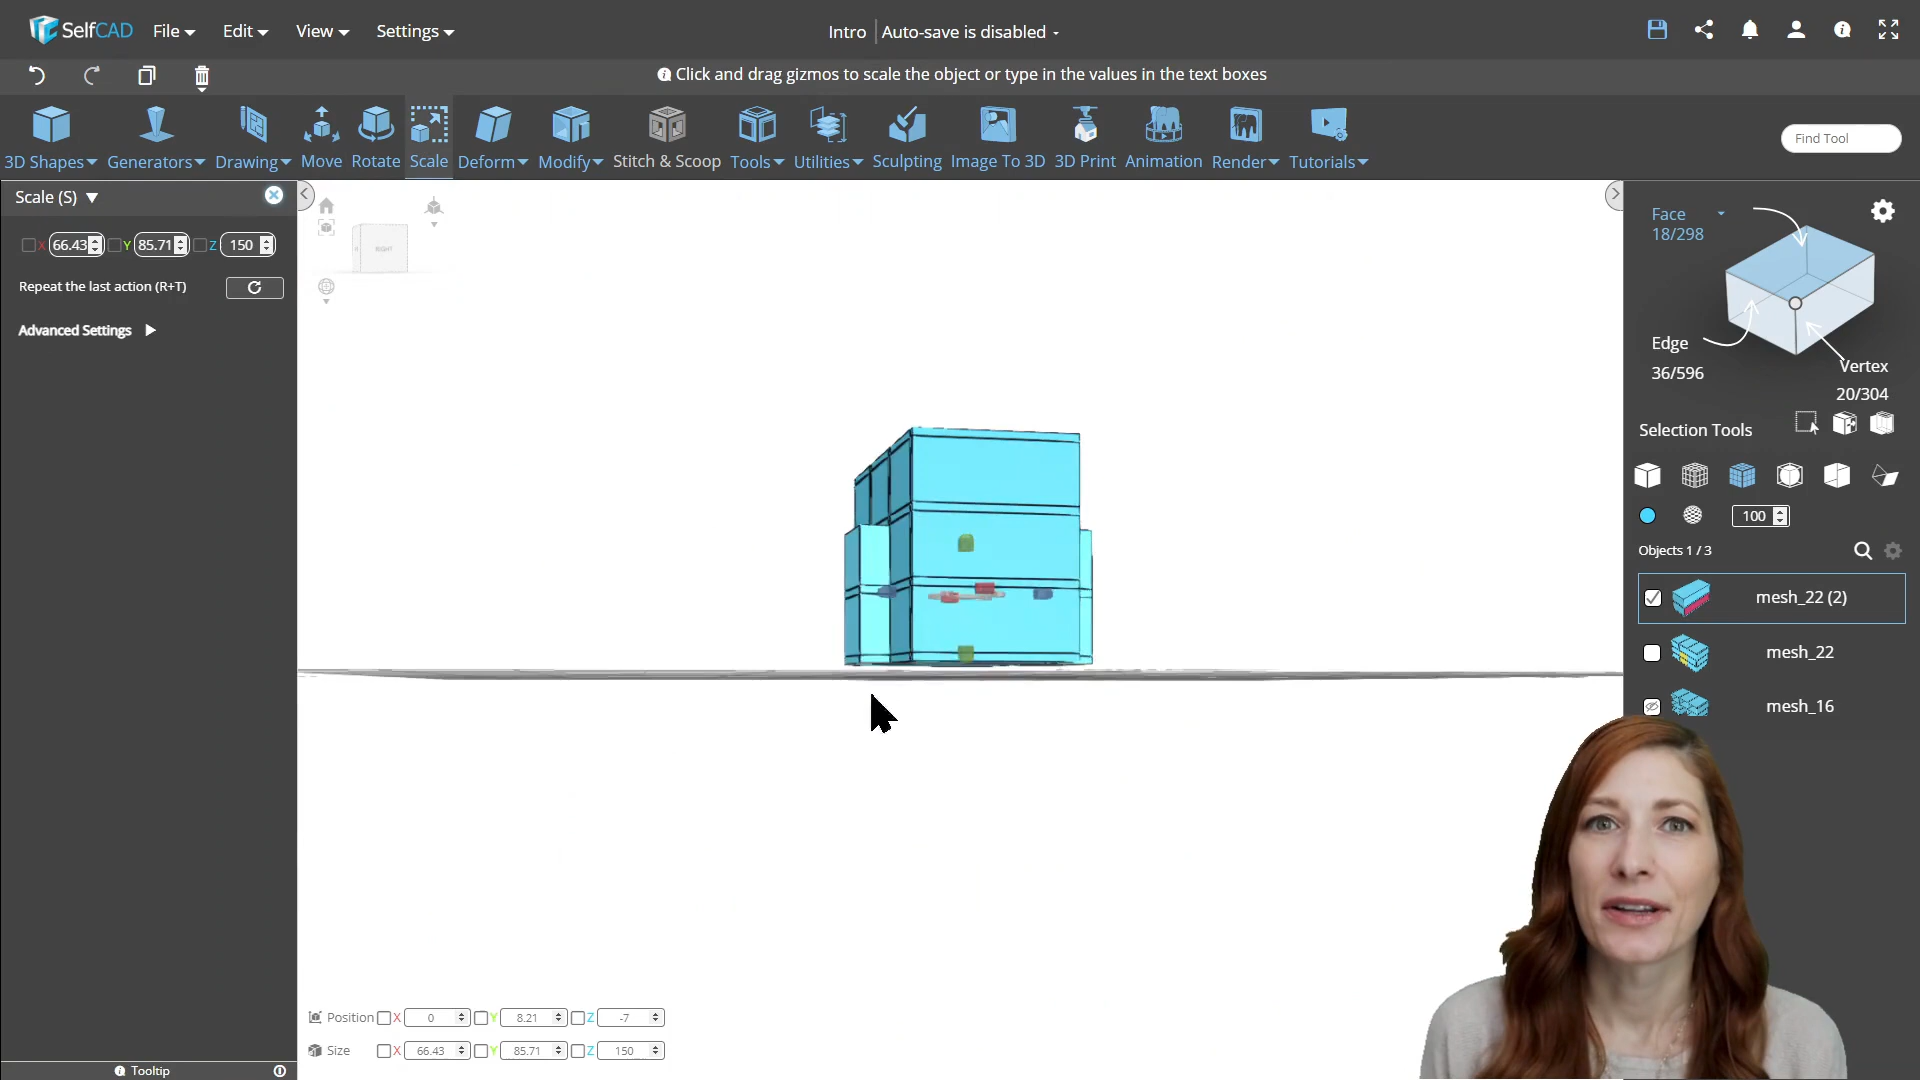 SelfCAD File Edit View Settings Intro Auto-save is disabled
Click and drag gizmos to scale the object or type in the values in the text boxes
3D Shapes Generators Drawing Move Rotate Scale Deform Modify Stitch & Scoop Tools Utilities Sculpting Image To 3D 3D Print Animation Render Tutorials Find Tool
Scale (S)
X 66.43 Y 85.71 Z 150
Repeat the last action (R+T)
Advanced Settings
RIGHT
Face
18/298
Edge
36/596
Vertex
20/304
Selection Tools
100
Objects 1 / 3
mesh_22 (2)
mesh_22
mesh_16
Position X 0 Y 8.21 Z -7
Size X 66.43 Y 85.71 Z 150
Tooltip